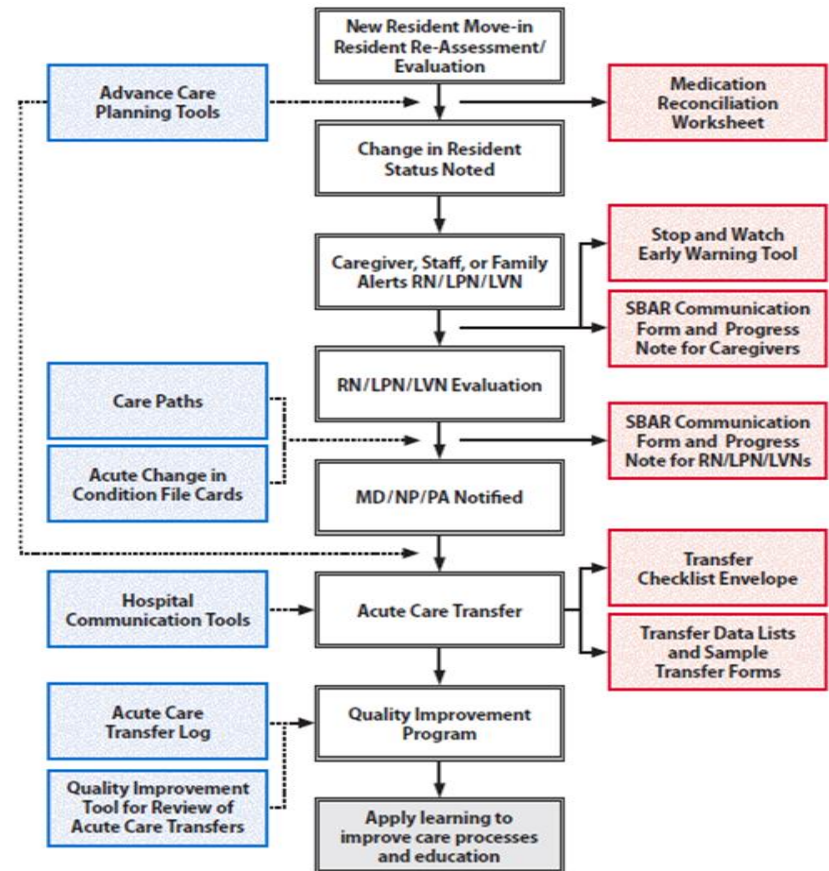 New Resident Move-in
Resident Re-Assessment/
Evaluation
Advance Care
Planning Tools
Medication
Reconciliation
Worksheet
Change in Resident
Status Noted
Stop and Watch
Early Warning Tool
Caregiver, Staff, or Family
Alerts RN/LPN/LVN
SBAR Communication
Form and Progress
Note for Caregivers
RN/LPN/LVN Evaluation
Care Paths
SBAR Communication
Form and Progress
Note for RN/LPN/LVNs
Acute Change in
Condition File Cards
MD/NP/PA Notified
Transfer
Checklist Envelope
Hospital
Communication Tools
Acute Care Transfer
Transfer Data Lists
and Sample
Transfer Forms
Acute Care
Transfer Log
Quality Improvement
Program
Quality Improvement
Tool for Review of
Acute Care Transfers
Apply learning to
improve care processes
and education